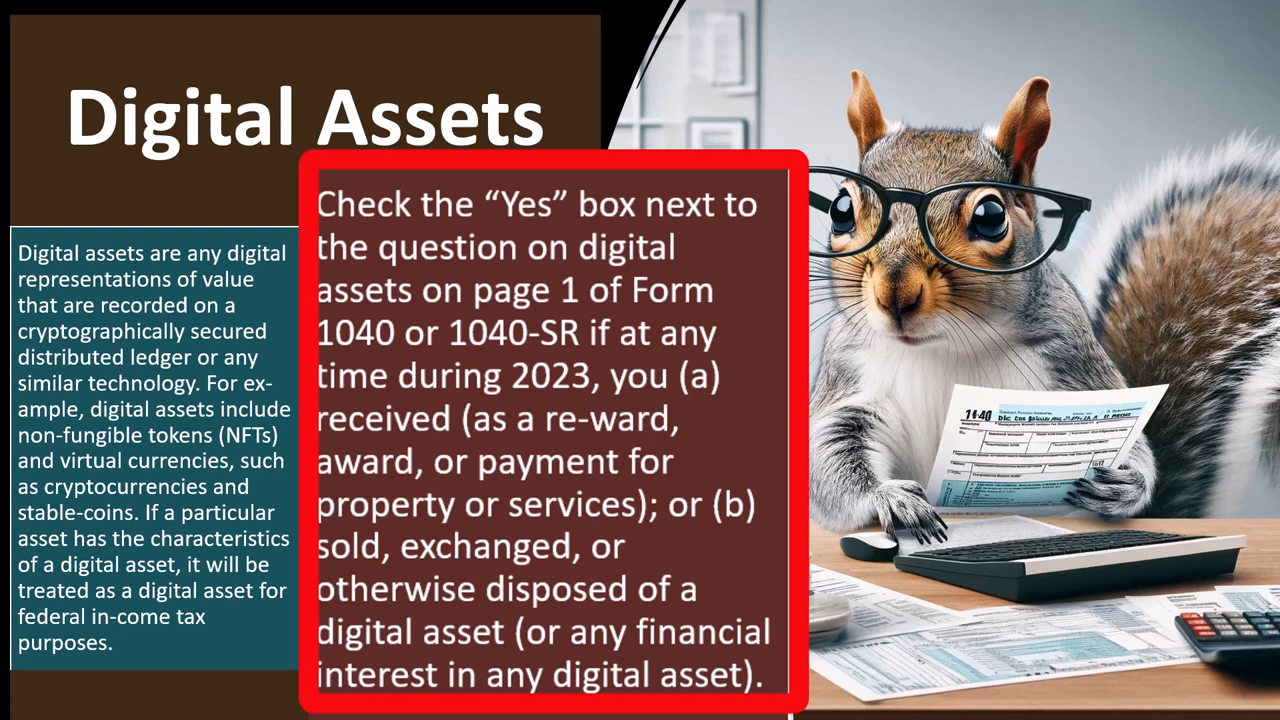 Digital Assets
Digital assets are any digital
representations of value
that are recorded on a
cryptographically secured
distributed ledger or any
similar technology. For ex-
ample, digital assets include
non-fungible tokens (NFTs)
and virtual currencies, such
as cryptocurrencies and
stable-coins. If a particular
asset has the characteristics
of a digital asset, it will be
treated as a digital asset for
federal in-come tax
purposes.
Check the “Yes” box next to
the question on digital
assets on page 1 of Form
1040 or 1040-SR if at any
time during 2023, you (a)
received (as a re-ward,
award, or payment for
property or services); or (b)
sold, exchanged, or
otherwise disposed of a
digital asset (or any financial
interest in any digital asset).